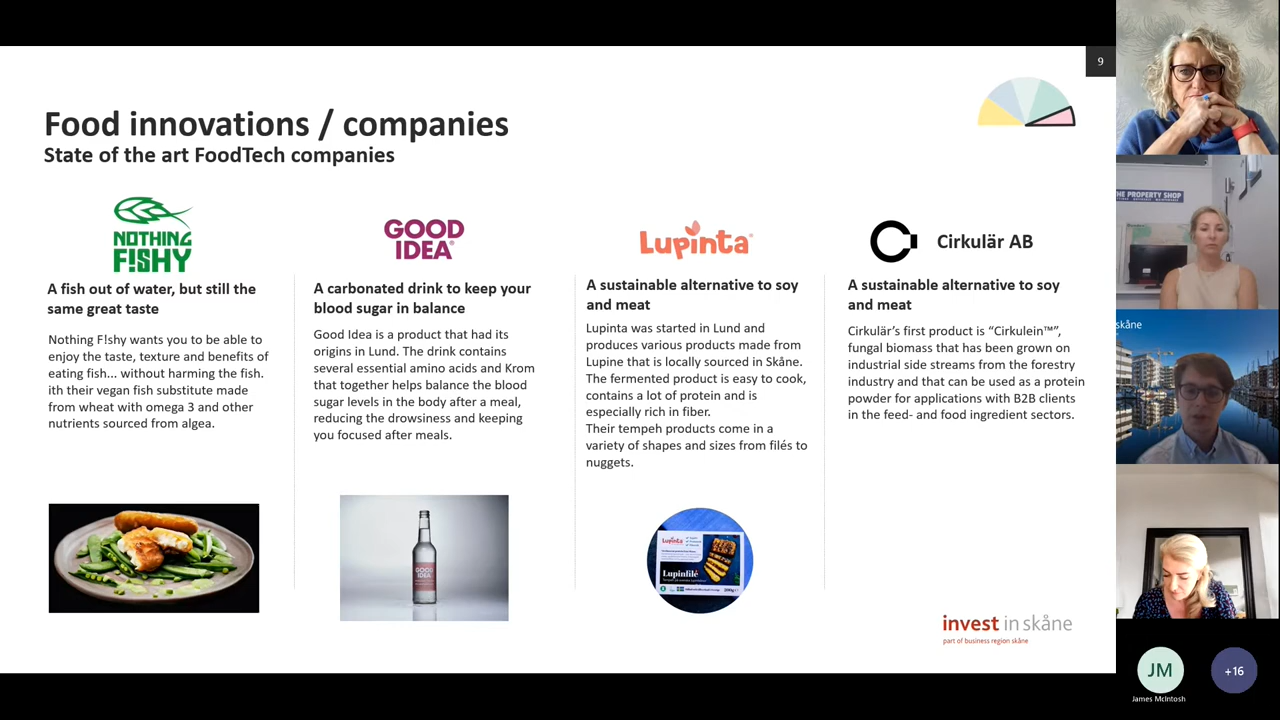 9
Food innovations / companies
State of the art FoodTech companies
NOTHING
F!SHY
A fish out of water, but still the
same great taste
Nothing F!shy wants you to be able to
enjoy the taste, texture and benefits of
eating fish... without harming the fish.
ith their vegan fish substitute made
from wheat with omega 3 and other
nutrients sourced from algea.
GOOD
IDEA®
A carbonated drink to keep your
blood sugar in balance
Good Idea is a product that had its
origins in Lund. The drink contains
several essential amino acids and Krom
that together helps balance the blood
sugar levels in the body after a meal,
reducing the drowsiness and keeping
you focused after meals.
GOOD
IDEA
Lupinta
A sustainable alternative to soy
and meat
Lupinta was started in Lund and
produces various products made from
Lupine that is locally sourced in Skåne.
The fermented product is easy to cook,
contains a lot of protein and is
especially rich in fiber.
Their tempeh products come in a
variety of shapes and sizes from filés to
nuggets.
Lupinta
Lupinfilé
Cirkulär AB
A sustainable alternative to soy
and meat
Cirkulär’s first product is “Cirkulein™”,
fungal biomass that has been grown on
industrial side streams from the forestry
industry and that can be used as a protein
powder for applications with B2B clients
in the feed- and food ingredient sectors.
invest in skåne
part of business region skåne
THE PROPERTY SHOP
skåne
JM
James McIntosh
+16